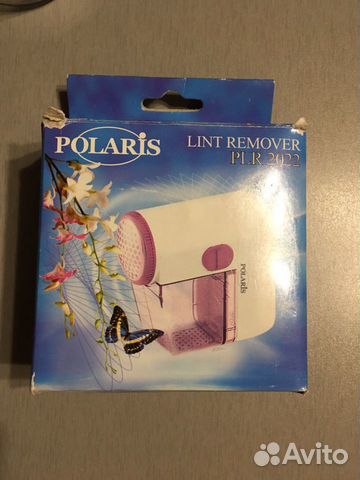 POLARIS
LINT REMOVER
PLR 2022
POLARIS
Avito